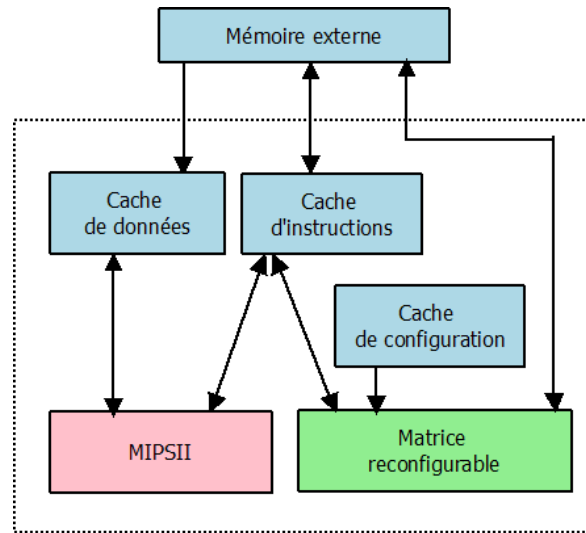 Mémoire externe
Cache
de données
Cache
d'instructions
Cache
de configuration
MIPSII
Matrice
reconfigurable